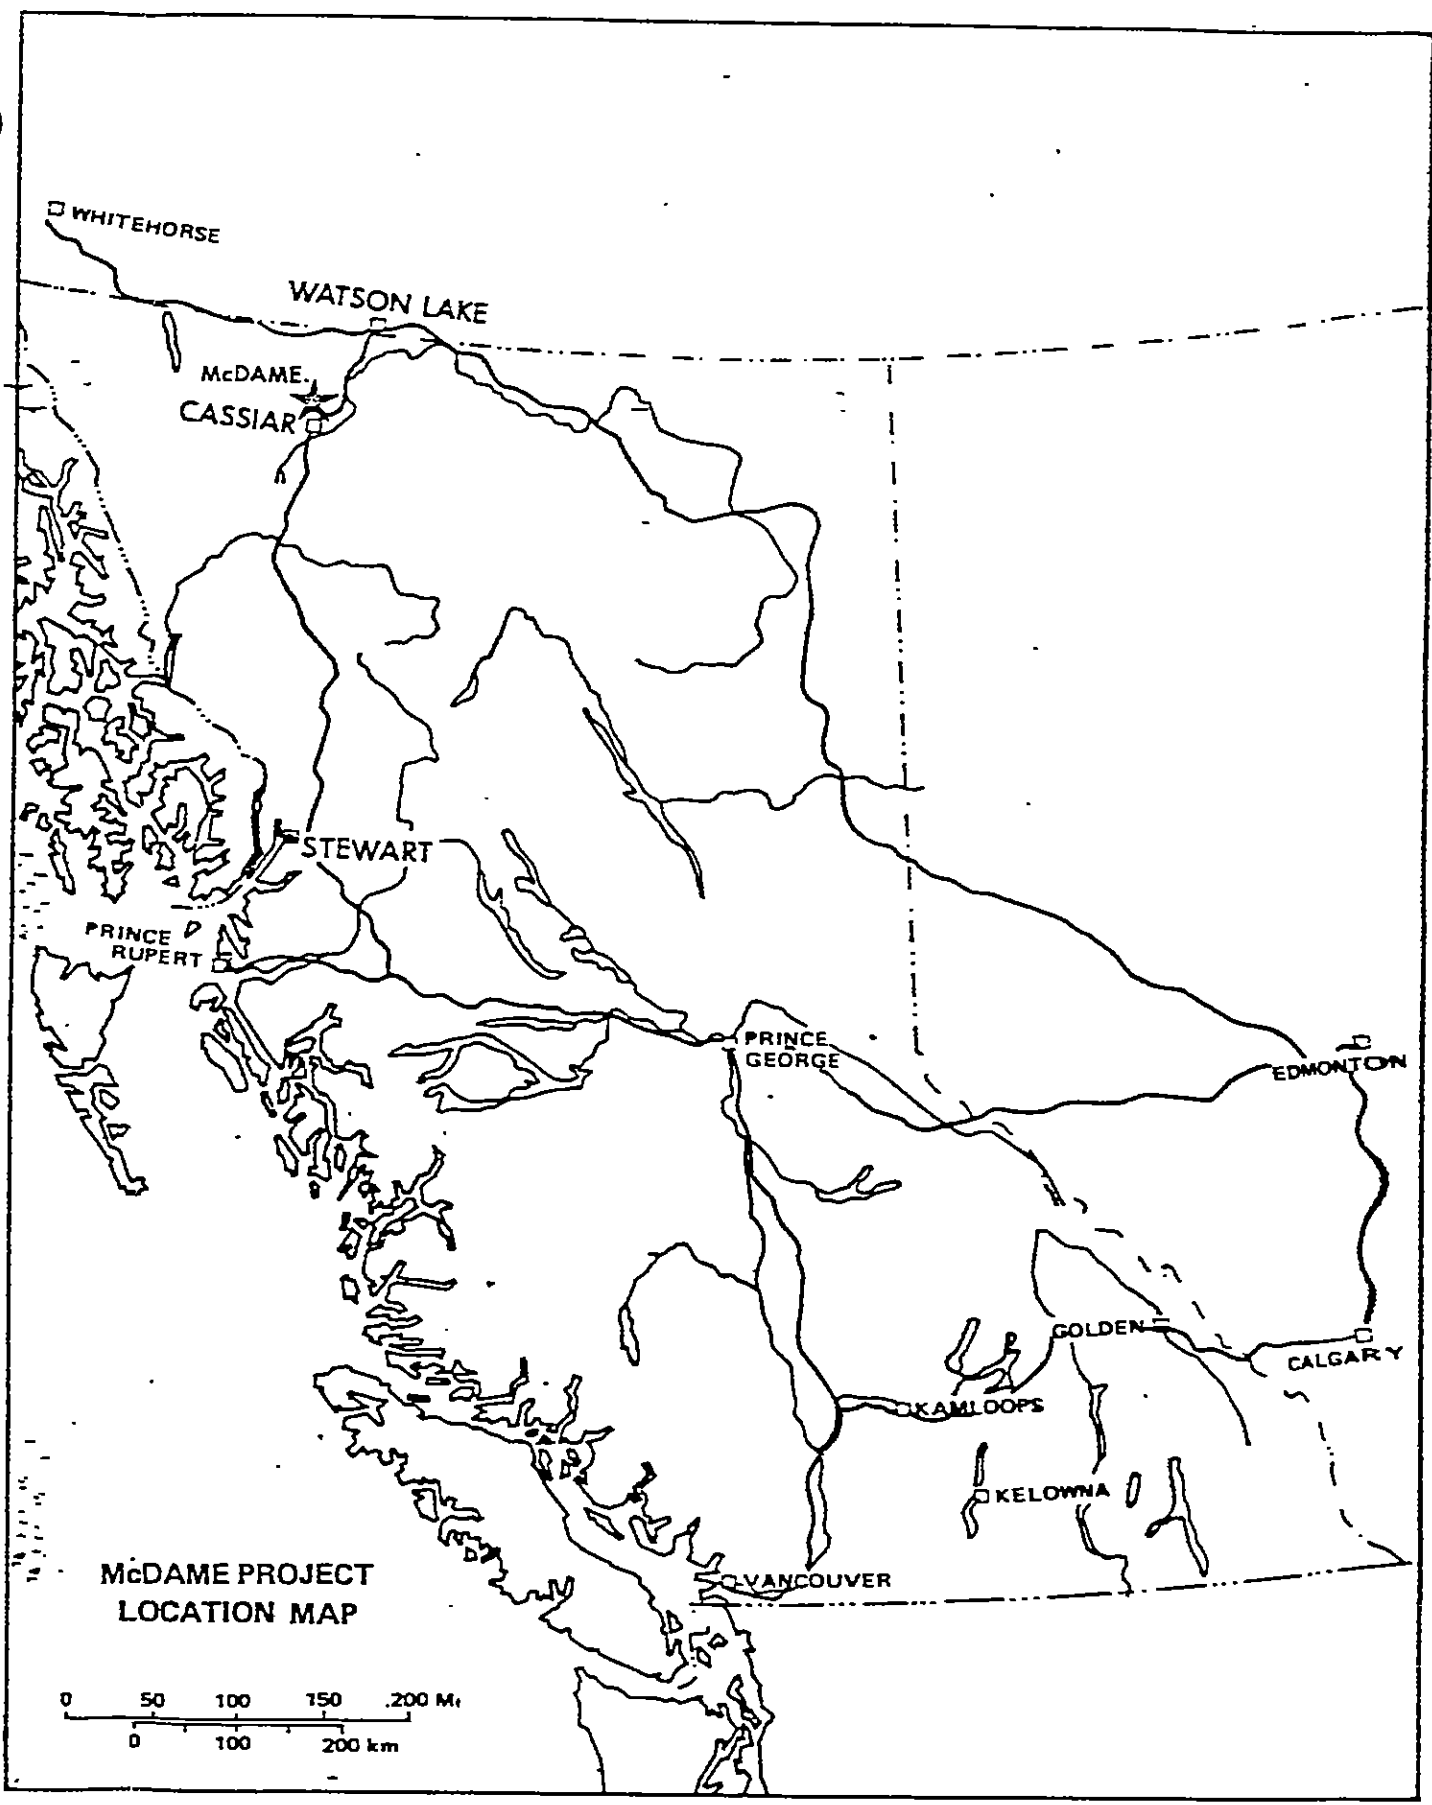 WHITEHORSE
WATSON LAKE
McDAME
CASSIAR
STEWART
PRINCE
RUPERT
PRINCE
GEORGE
EDMONTON
GOLDEN
CALGARY
KAMLOOPS
KELOWNA
VANCOUVER
McDAME PROJECT
LOCATION MAP
0 50 100 150 200 Mi
0 100 200 km